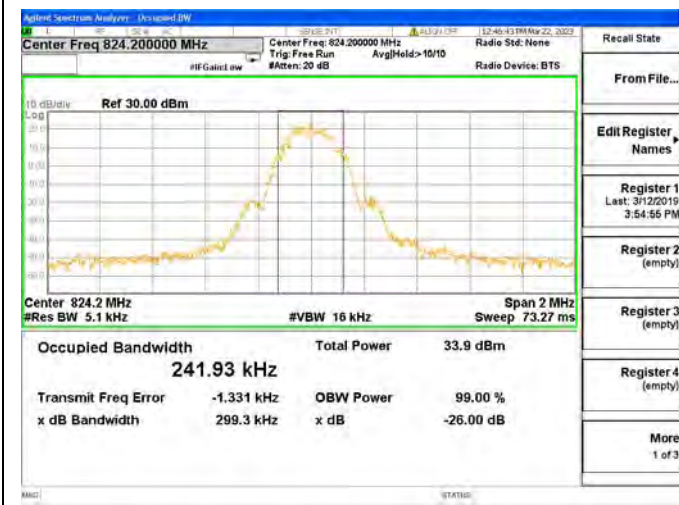 Agilent Spectrum Analyzer - Occupied BW
SENSE:INT ALIGN OFF 12:46:43 PM Mar 22, 2023
Center Freq 824.200000 MHz
Center Freq: 824.200000 MHz
Radio Std: None
Trig: Free Run Avg|Hold:> 10/10
#IFGain:Low #Atten: 20 dB Radio Device: BTS
10 dB/div Ref 30.00 dBm
Log
Center 824.2 MHz Span 2 MHz
#Res BW 5.1 kHz #VBW 16 kHz Sweep 73.27 ms
Occupied Bandwidth Total Power 33.9 dBm
241.93 kHz
Transmit Freq Error -1.331 kHz OBW Power 99.00 %
x dB Bandwidth 299.3 kHz x dB -26.00 dB
MSG STATUS
Recall State
From File...
Edit Register
Names
Register 1
Last: 3/12/2019
3:54:55 PM
Register 2
(empty)
Register 3
(empty)
Register 4
(empty)
More
1 of 3